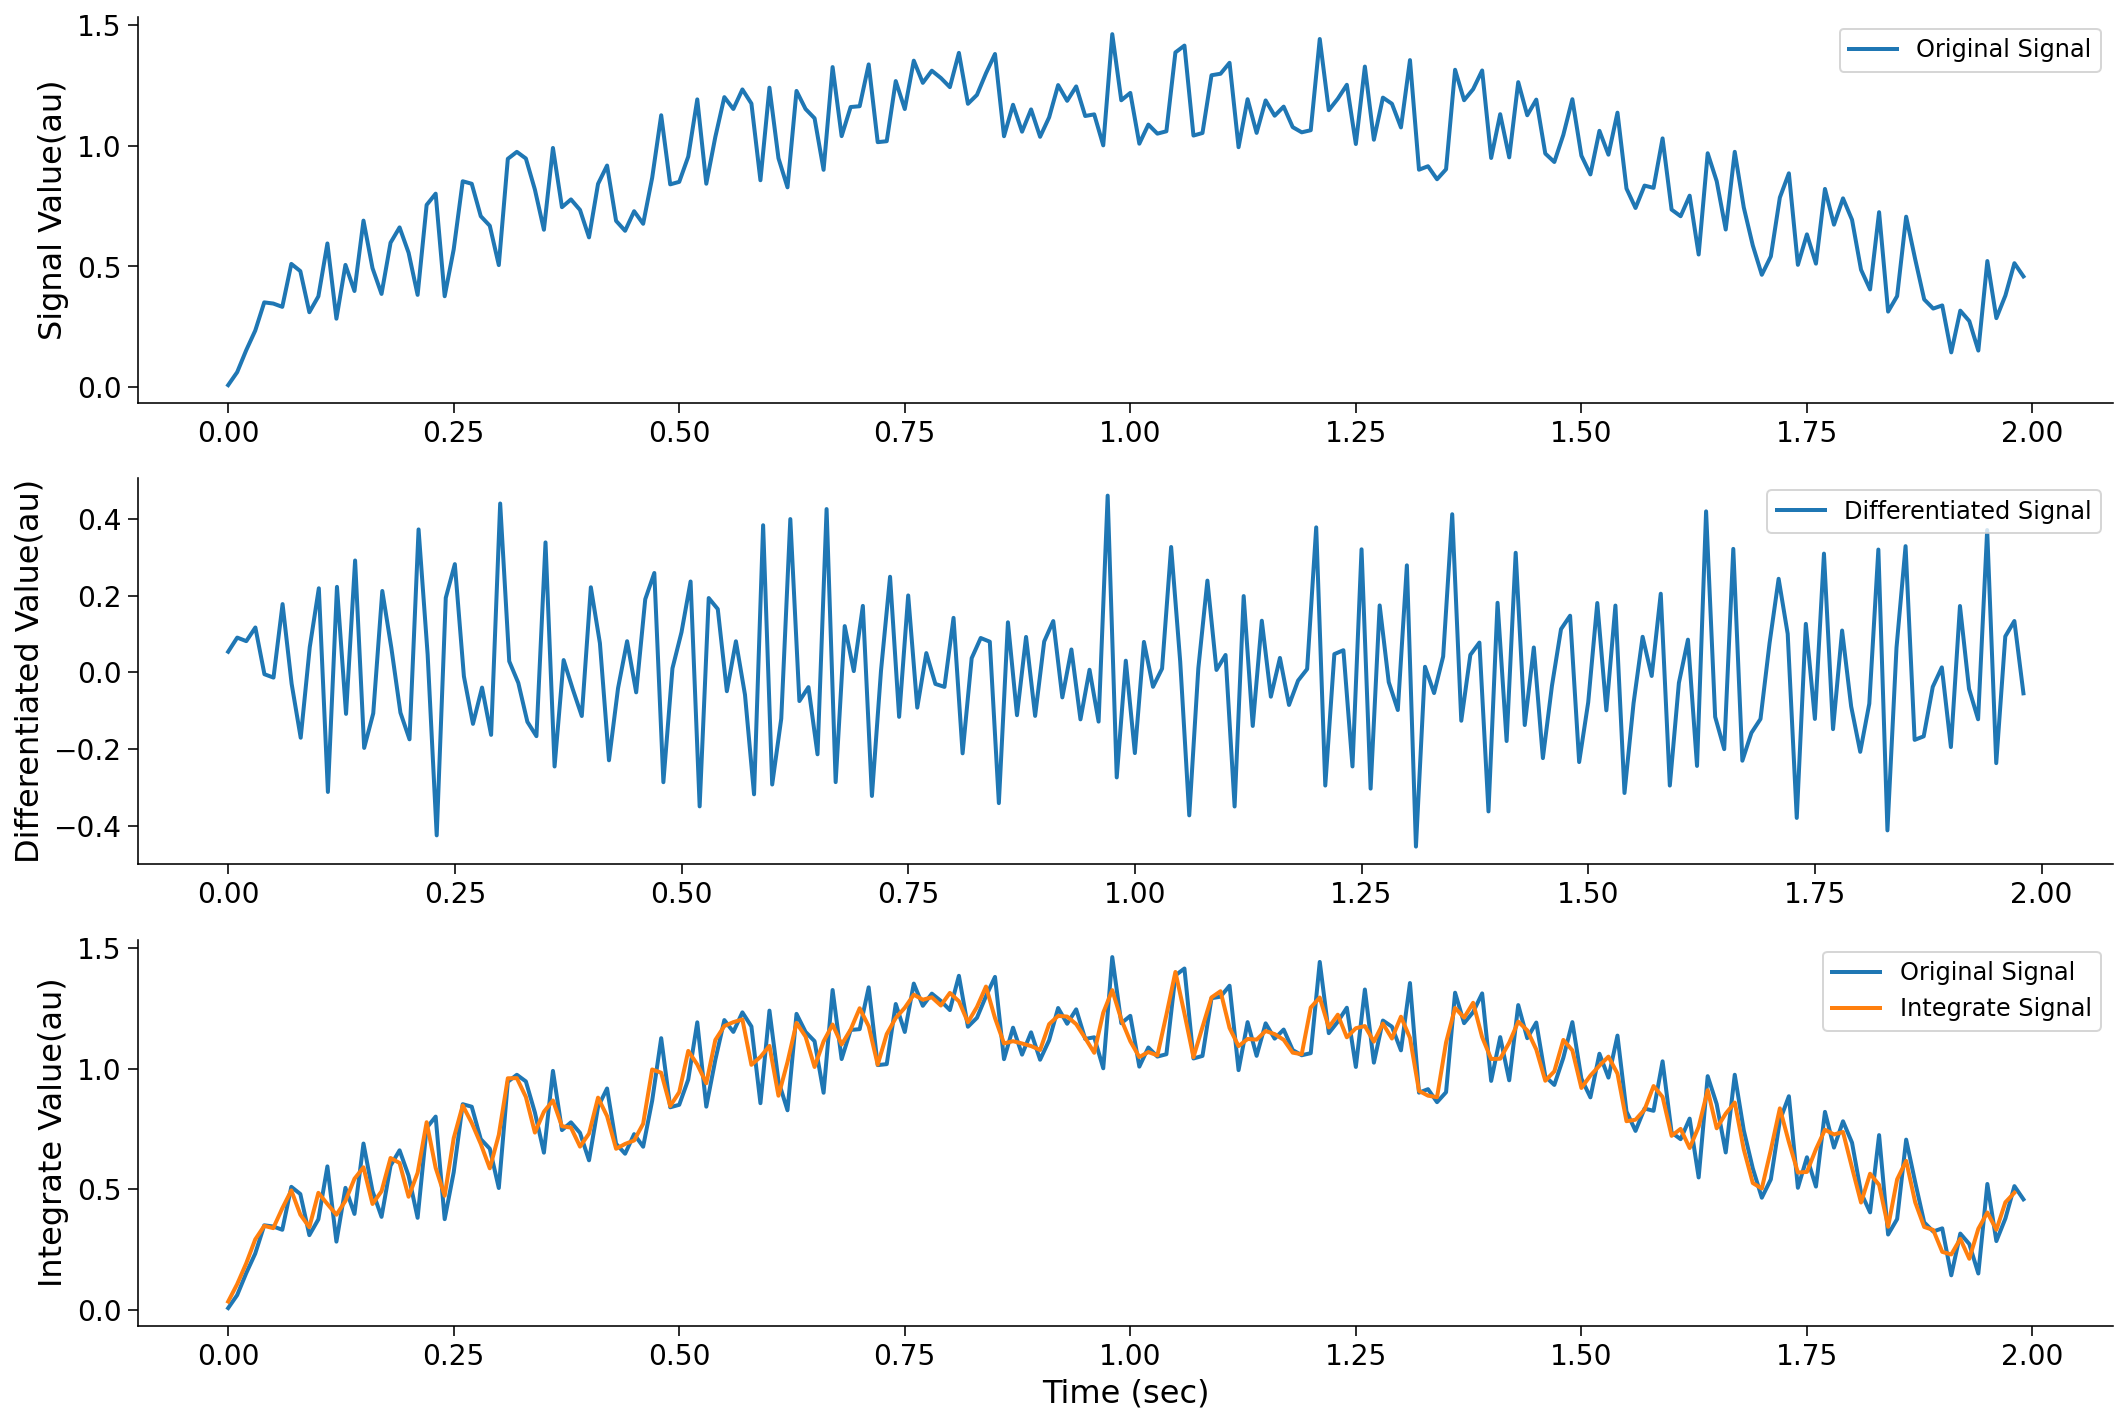 Signal Value(au)
1.5
1.0
0.5
0.0
Original Signal
0.00 0.25 0.50 0.75 1.00 1.25 1.50 1.75 2.00
Differentiated Value(au)
0.4
0.2
0.0
−0.2
−0.4
Differentiated Signal
0.00 0.25 0.50 0.75 1.00 1.25 1.50 1.75 2.00
Integrate Value(au)
1.5
1.0
0.5
0.0
Original Signal
Integrate Signal
0.00 0.25 0.50 0.75 1.00 1.25 1.50 1.75 2.00
Time (sec)